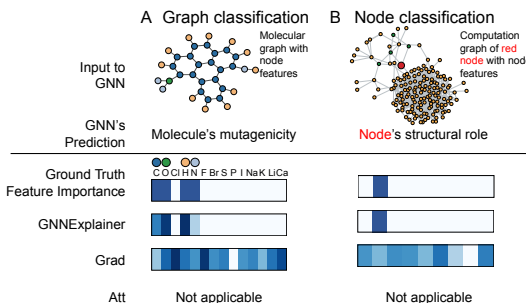 A Graph classification
B Node classification
Input to
GNN
Molecular
graph with
node
features
Computation
graph of red
node with node
features
GNN's
Prediction
Molecule's mutagenicity
Node's structural role
Ground Truth
Feature Importance
C O Cl H N F Br S P I Na K Li Ca
GNNExplainer
Grad
Att
Not applicable
Not applicable